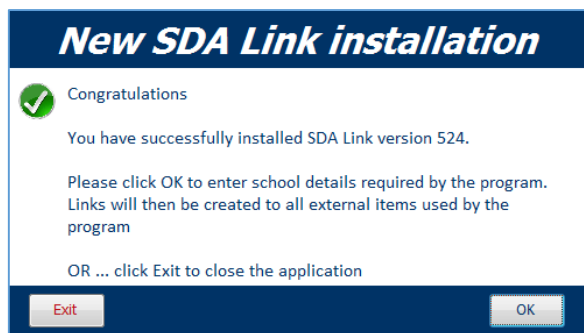 New SDA Link installation
Congratulations
You have successfully installed SDA Link version 524.
Please click OK to enter school details required by the program.
Links will then be created to all external items used by the
program
OR ... click Exit to close the application
Exit
OK